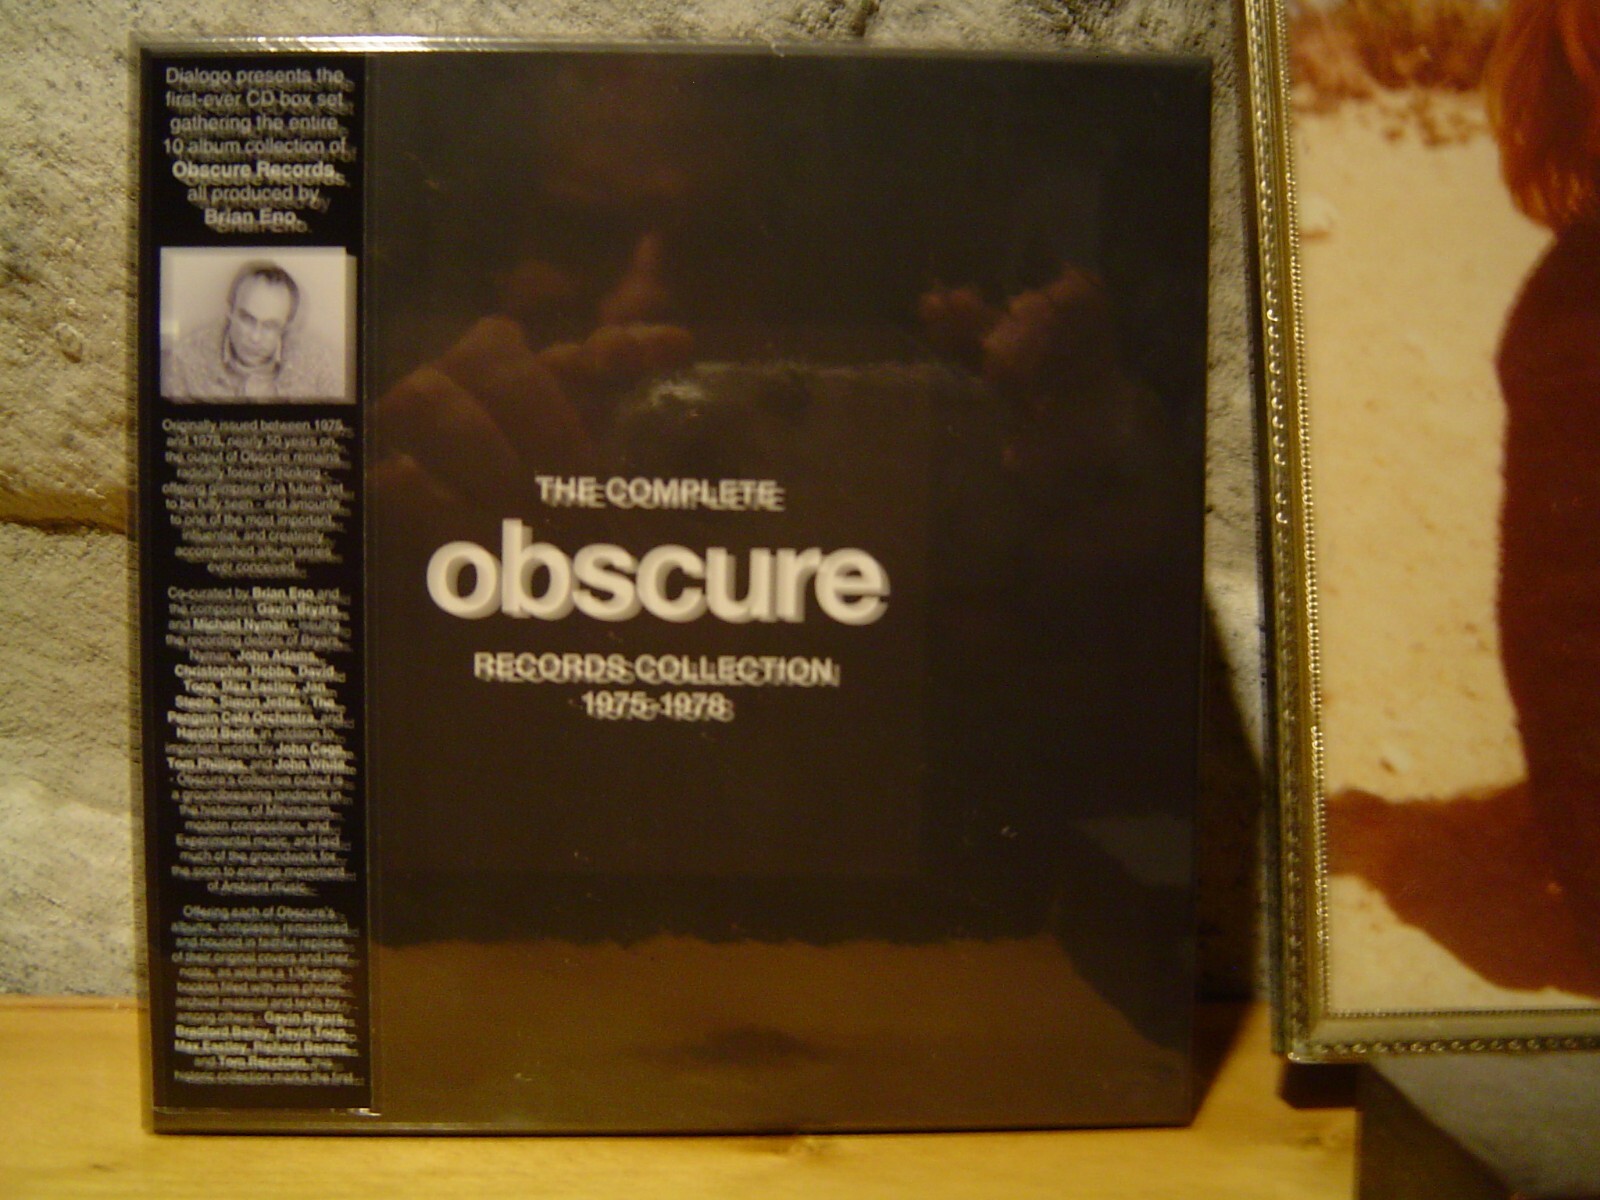 Dialogo presents the
first-ever CD box set
gathering the entire
10 album collection of
Obscure Records,
all produced by
Brian Eno.
Originally issued between 1975
and 1978, nearly 50 years on,
the output of Obscure remains
radically forward-thinking -
offering glimpses of a future yet
to be fully seen - and amounts
to one of the most important,
influential, and creatively
accomplished album series
ever conceived.
Co-curated by Brian Eno and
the composers Gavin Bryars,
and Michael Nyman - issuing
the recording debuts of Bryars,
Nyman, John Adams,
Christopher Hobbs, David
Toop, Max Eastley, Jan
Steele, Simon Jeffes - The
Penguin Café Orchestra, and
Harold Budd, in addition to
important works by John Cage,
Tom Phillips, and John White
- Obscure's collective output is
a groundbreaking landmark in
the histories of Minimalism,
modern composition, and
Experimental music, and laid
much of the groundwork for
the soon to emerge movement
of Ambient music.
Offering each of Obscure's
albums, completely remastered
and housed in faithful replicas
of their original covers and liner
notes, as well as a 130-page
booklet filled with rare photos,
archival material and texts by -
among others - Gavin Bryars,
Bradford Bailey, David Toop,
Max Eastley, Richard Bernas,
and Tom Recchion, this
historic collection marks the first
THE COMPLETE
obscure
RECORDS COLLECTION
1975-1978